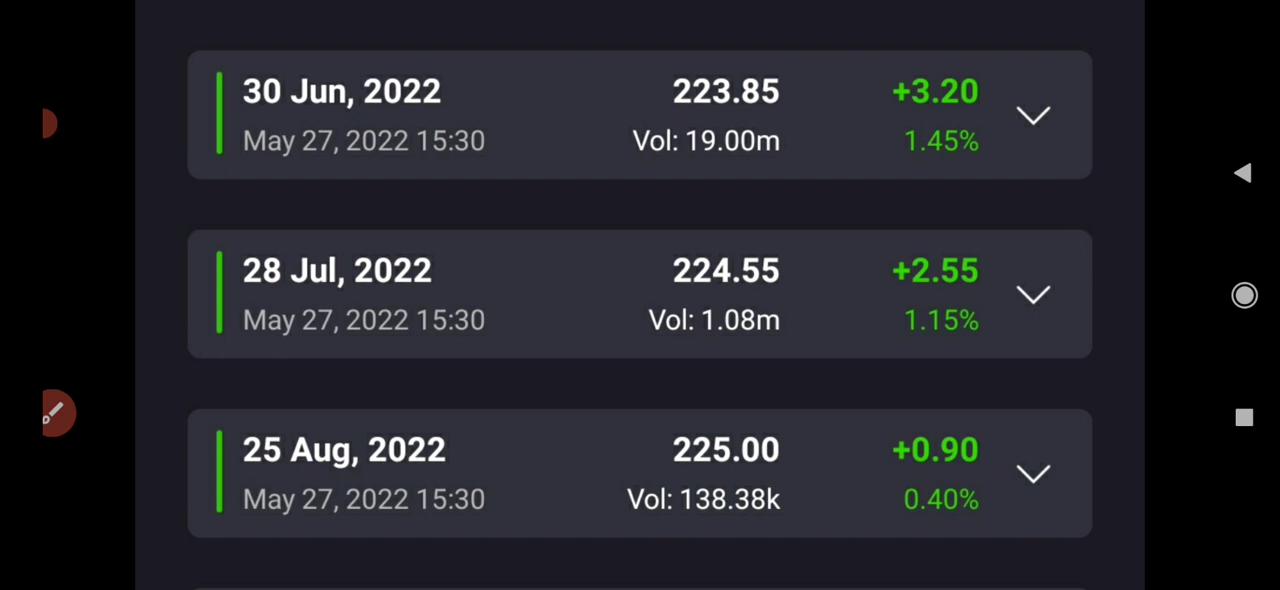 30 Jun, 2022 223.85 +3.20
May 27, 2022 15:30 Vol: 19.00m 1.45%
28 Jul, 2022 224.55 +2.55
May 27, 2022 15:30 Vol: 1.08m 1.15%
25 Aug, 2022 225.00 +0.90
May 27, 2022 15:30 Vol: 138.38k 0.40%